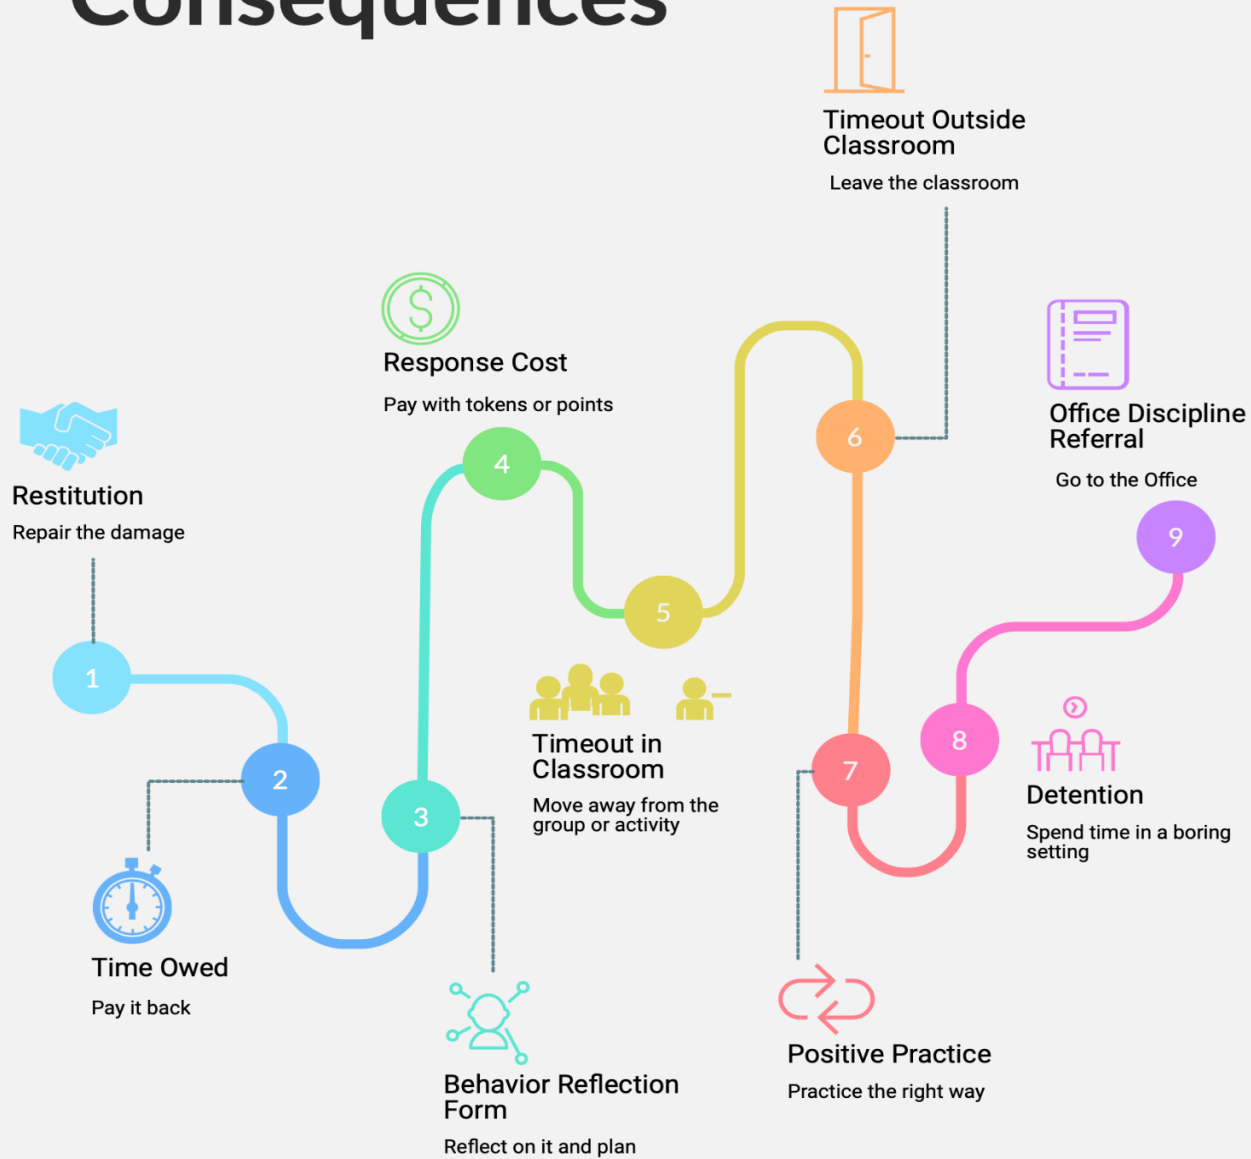 Consequences
Timeout Outside
Classroom
Leave the classroom
Response Cost
Pay with tokens or points
Office Discipline
Referral
Go to the Office
Restitution
Repair the damage
1
2
3
4
5
6
7
8
9
Timeout in
Classroom
Move away from the
group or activity
Detention
Spend time in a boring
setting
Time Owed
Pay it back
Positive Practice
Practice the right way
Behavior Reflection
Form
Reflect on it and plan